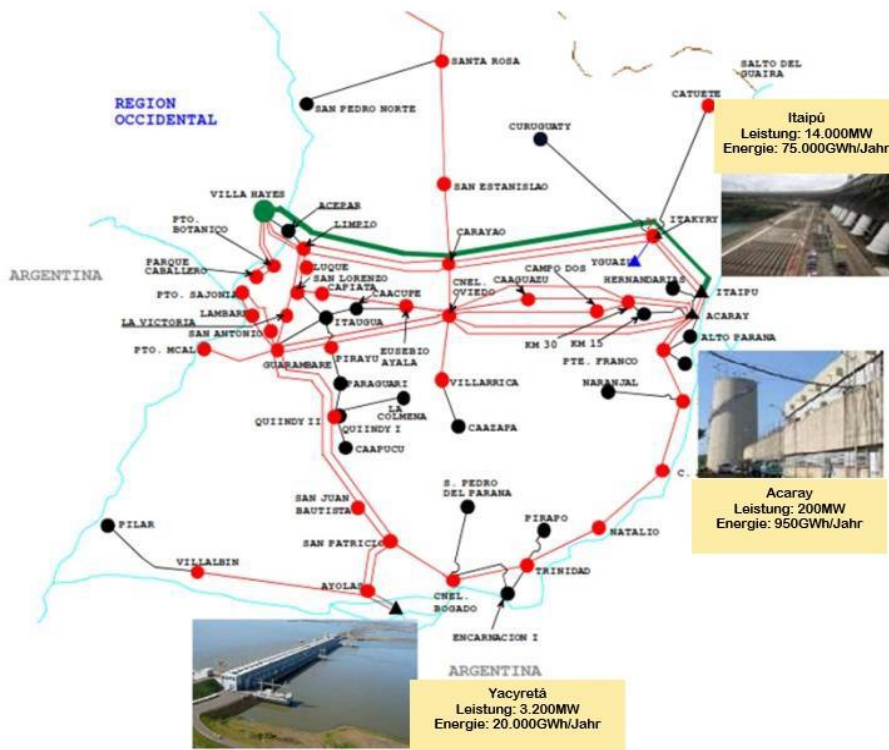 SANTA ROSA
SALTO DEL
GUAIRA
REGION
OCCIDENTAL
SAN PEDRO NORTE
CATUETE
CURUGUATY
Itaipú
Leistung: 14.000MW
Energie: 75.000GWh/Jahr
SAN ESTANISLAO
VILLA HAYES
ACEPAR
LIMPIO
PTO.
BOTANICO
CARAYAO
ITAKYRY
YGUAZU
HERNANDARIAS
ITAIPU
PARQUE
CABALLERO
LUQUE
SAN LORENZO
CAPIATA
CAACUPE
CNEL.
OVIEDO
CAAGUAZU
CAMPO DOS
ARGENTINA
PTO. SAJONIA
LAMBARE
LA VICTORIA
SAN ANTONIO
ITAUGUA
ACARAY
ALTO PARANA
KM 30
KM 15
PTO. MCAL
GUARAMBARE
PIRAYU
EUSEBIO
AYALA
PTE. FRANCO
NARANJAL
PARAGUARI
VILLARRICA
LA
COLMENA
QUIINDY II
QUIINDY I
CAAPUCU
CAAZAPA
C.
Acaray
Leistung: 200MW
Energie: 950GWh/Jahr
SAN JUAN
BAUTISTA
S. PEDRO
DEL PARANA
PIRAPO
NATALIO
PILAR
SAN PATRICIO
VILLALBIN
AYOLAS
CNEL.
BOGADO
TRINIDAD
ENCARNACION I
ARGENTINA
Yacyretá
Leistung: 3.200MW
Energie: 20.000GWh/Jahr